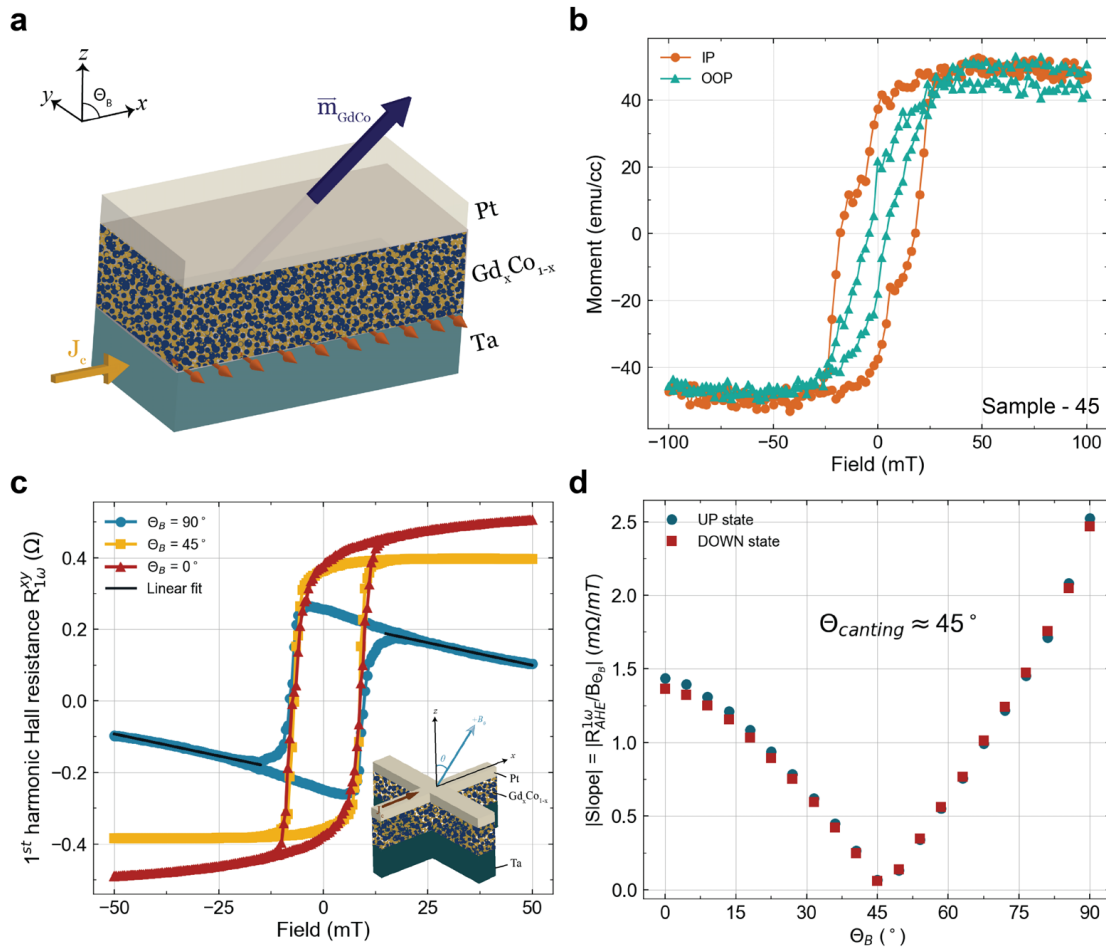 a
z
y
Θ_B
x
m⃗_GdCo
Pt
Gd_xCo_1-x
Ta
J_c
b
IP
OOP
Moment (emu/cc)
40
20
0
−20
−40
−100
−50
0
50
100
Field (mT)
Sample - 45
c
Θ_B = 90°
Θ_B = 45°
Θ_B = 0°
Linear fit
1^st harmonic Hall resistance R^xy_1ω (Ω)
0.4
0.2
0.0
−0.2
−0.4
−50
−25
0
25
50
Field (mT)
z
θ
x
Pt
Gd_xCo_1-x
Ta
d
UP state
DOWN state
Θ_canting ≈ 45°
|Slope| = |R^1ω_AHE/B_Θ_B| (mΩ/mT)
2.5
2.0
1.5
1.0
0.5
0.0
0
15
30
45
60
75
90
Θ_B (°)